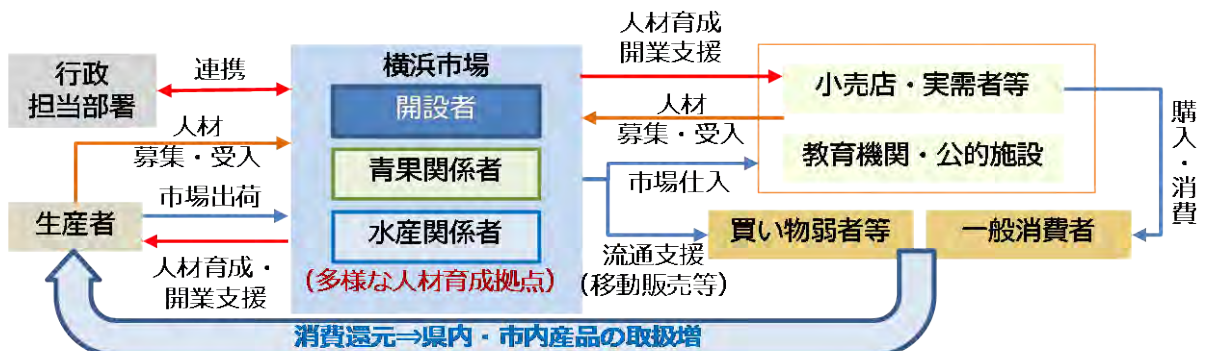 行政
担当部署
連携
人材
募集・受入
生産者
市場出荷
人材育成・
開業支援
横浜市場
開設者
青果関係者
水産関係者
(多様な人材育成拠点)
人材育成
開業支援
人材
募集・受入
市場仕入
流通支援
(移動販売等)
小売店・実需者等
教育機関・公的施設
購入・消費
買い物弱者等
一般消費者
消費還元⇒県内・市内産品の取扱増